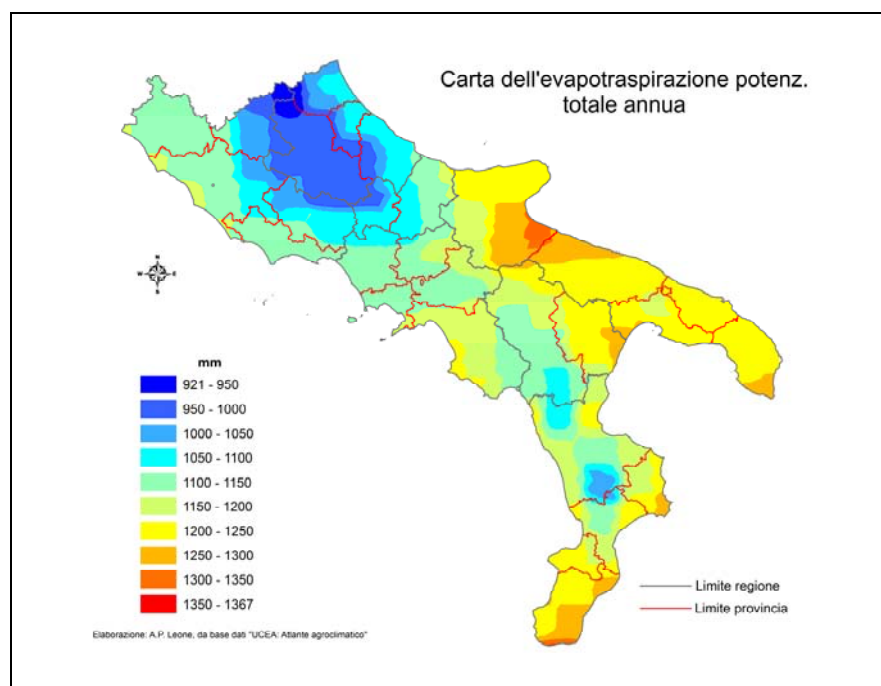 Carta dell'evapotraspirazione potenz.
totale annua
N
W E
S
mm
921 - 950
950 - 1000
1000 - 1050
1050 - 1100
1100 - 1150
1150 - 1200
1200 - 1250
1250 - 1300
1300 - 1350
1350 - 1367
Limite regione
Limite provincia
Elaborazione: A.P. Leone, da base dati "UCEA: Atlante agroclimatico"